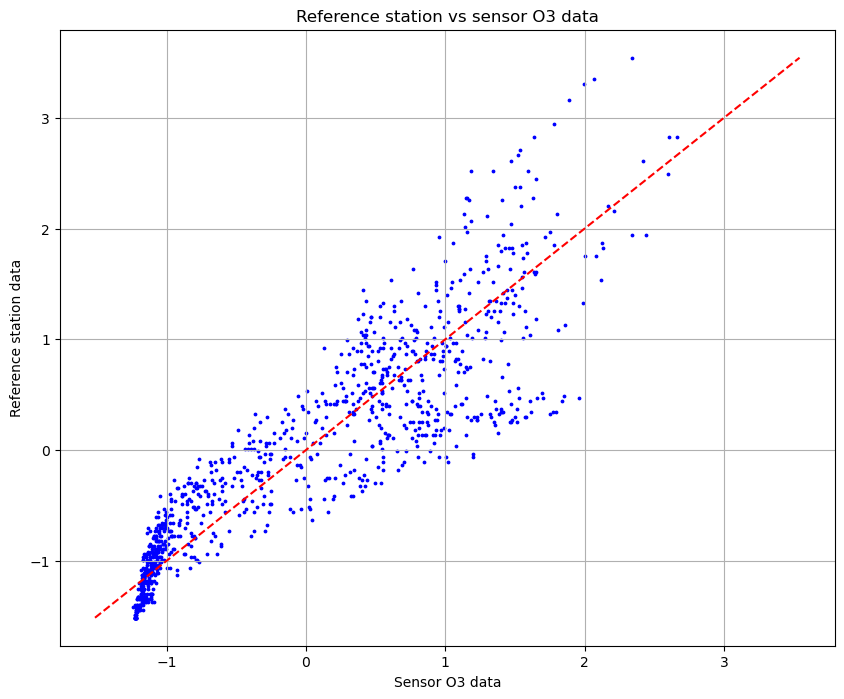 Reference station vs sensor O3 data
Reference station data
3
2
1
0
−1
−1 0 1 2 3
Sensor O3 data